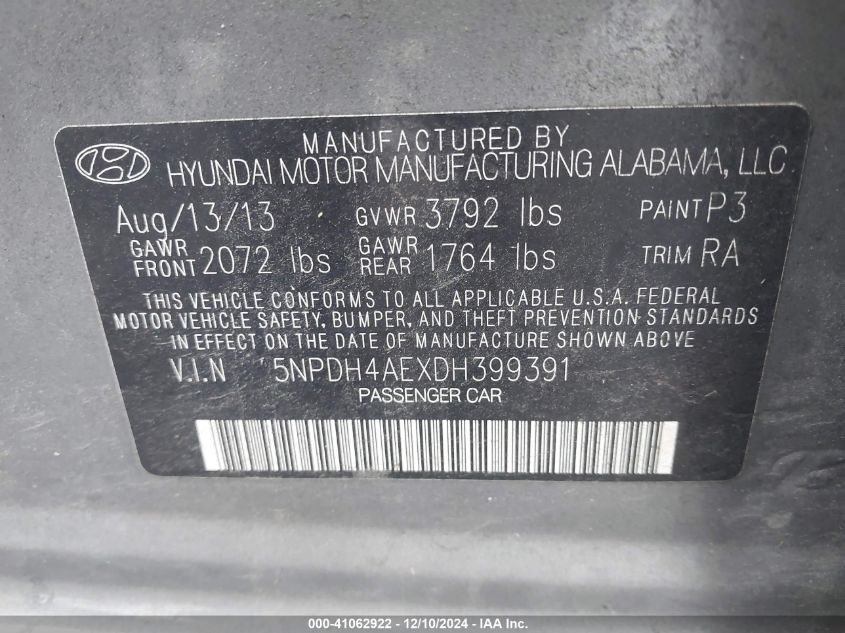 MANUFACTURED BY
HYUNDAI MOTOR MANUFACTURING ALABAMA, LLC
Aug/13/13 GVWR 3792 lbs PAINT P3
GAWR FRONT 2072 lbs GAWR REAR 1764 lbs TRIM RA
THIS VEHICLE CONFORMS TO ALL APPLICABLE U.S.A. FEDERAL
MOTOR VEHICLE SAFETY, BUMPER, AND THEFT PREVENTION STANDARDS
IN EFFECT ON THE DATE OF MANUFACTURE SHOWN ABOVE
V.I.N 5NPDH4AEXDH399391
PASSENGER CAR
000-41062922 - 12/10/2024 - IAA Inc.